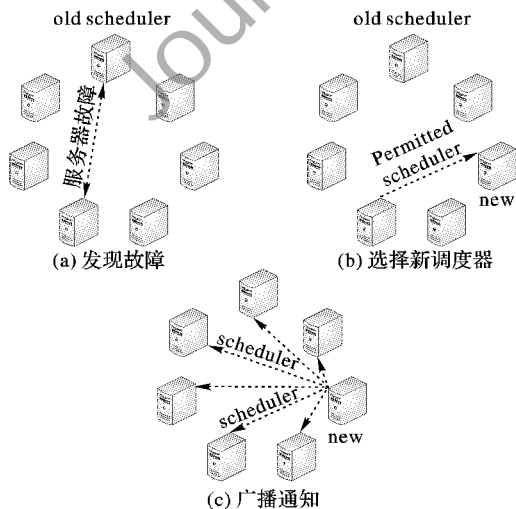 old scheduler
old scheduler
服务器故障
Permitted
scheduler
new
(a) 发现故障
(b) 选择新调度器
scheduler
scheduler
new
(c) 广播通知
Jour